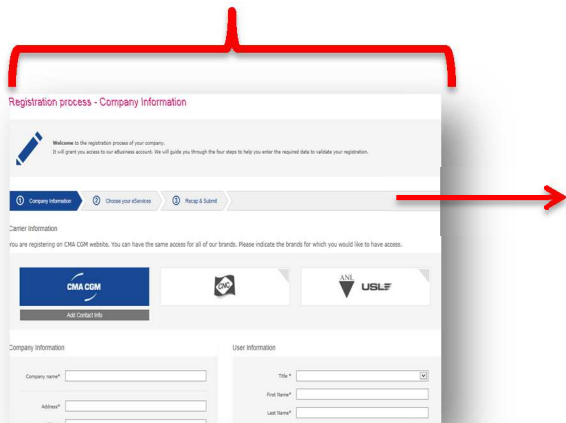 Registration process - Company Information
Welcome to the registration process of your company.
It will grant you access to our eBusiness account. We will guide you through the four steps to help you enter the required data to validate your registration.
1 Company Information
2 Choose your eServices
3 Recap & Submit
Carrier Information
You are registering on CMA CGM website. You can have the same access for all of our brands. Please indicate the brands for which you would like to have access.
CMA CGM
CNC
ANL
USL
Add Contact Info
Company Information
User Information
Company name*
Title *
First Name*
Address*
Last Name*